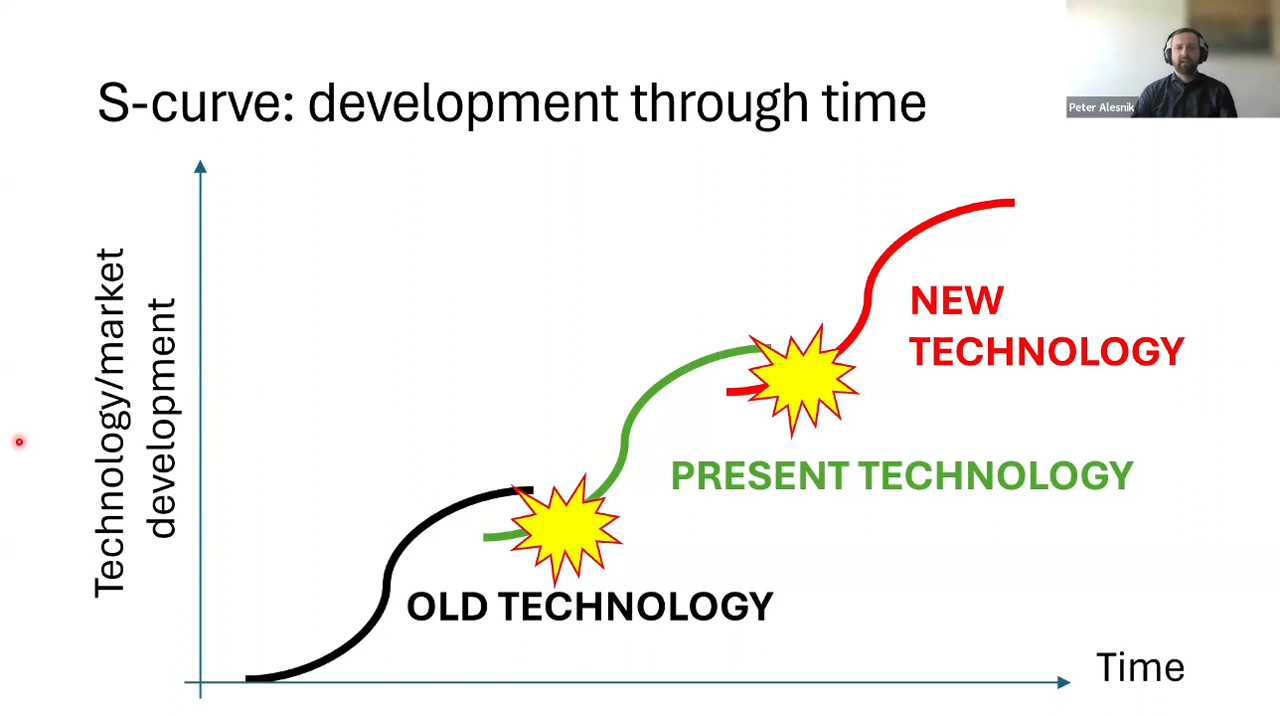 S-curve: development through time
Peter Alesnik
Technology/market
development
NEW
TECHNOLOGY
PRESENT TECHNOLOGY
OLD TECHNOLOGY
Time